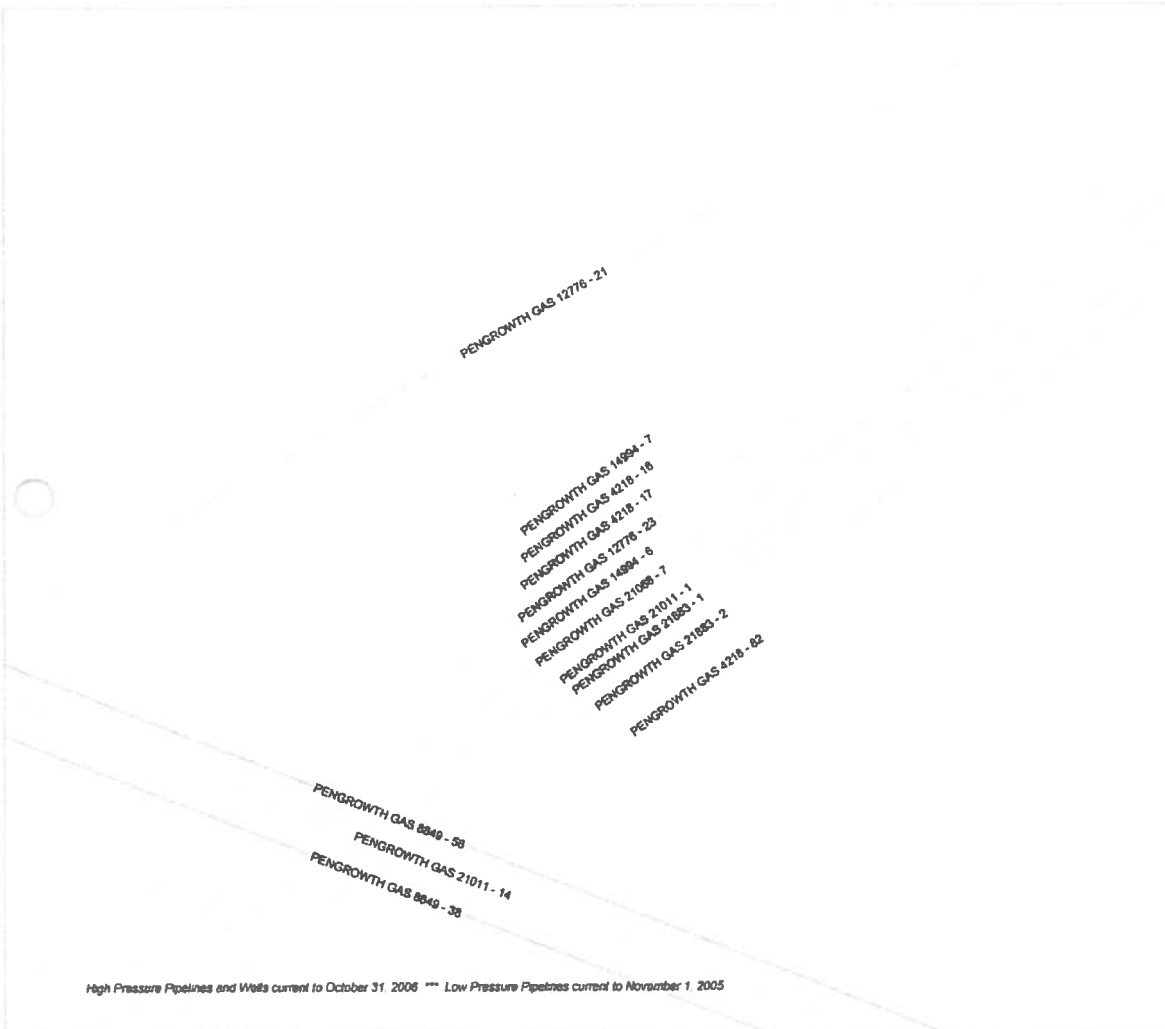 PENGROWTH GAS 12776 - 21
PENGROWTH GAS 14994 - 7
PENGROWTH GAS 4218 - 16
PENGROWTH GAS 4218 - 17
PENGROWTH GAS 12776 - 23
PENGROWTH GAS 14994 - 6
PENGROWTH GAS 21068 - 7
PENGROWTH GAS 21011 - 1
PENGROWTH GAS 21883 - 1
PENGROWTH GAS 21883 - 2
PENGROWTH GAS 4218 - 82
PENGROWTH GAS 8849 - 58
PENGROWTH GAS 21011 - 14
PENGROWTH GAS 8849 - 38
High Pressure Pipelines and Wells current to October 31, 2006 *** Low Pressure Pipelines current to November 1, 2005